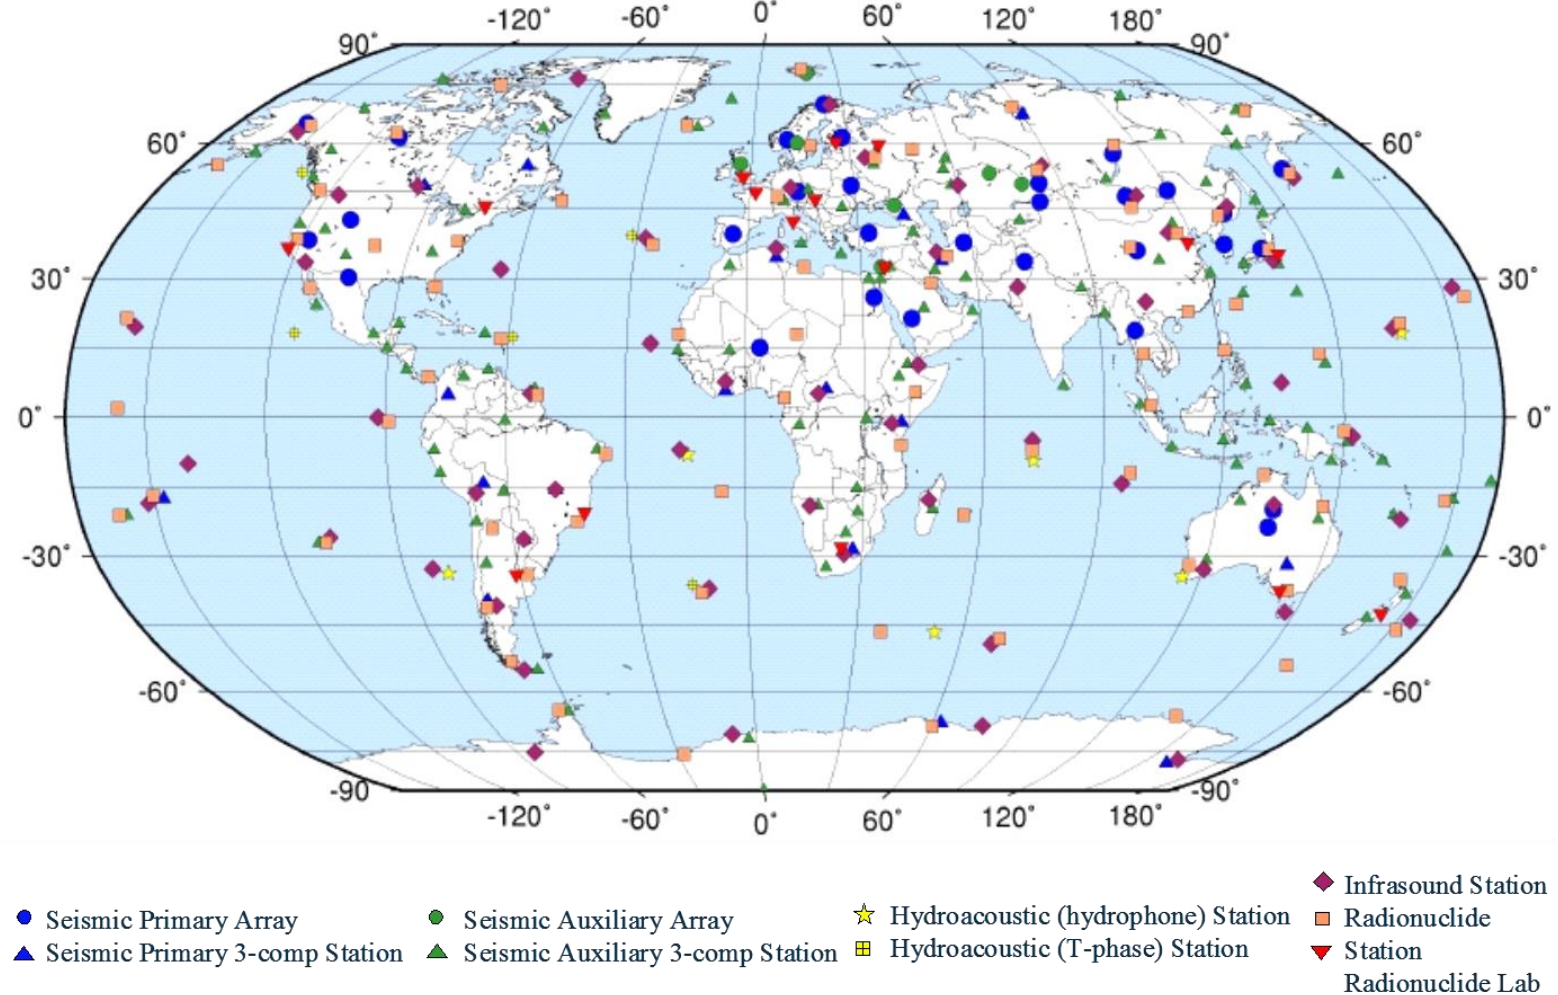 -120° -60° 0° 60° 120° 180°
90° 90°
60° 60°
30° 30°
0° 0°
-30° -30°
-60° -60°
-90 -90°
-120° -60° 0° 60° 120° 180°
Seismic Primary Array
Seismic Primary 3-comp Station
Seismic Auxiliary Array
Seismic Auxiliary 3-comp Station
Hydroacoustic (hydrophone) Station
Hydroacoustic (T-phase) Station
Infrasound Station
Radionuclide
Station
Radionuclide Lab